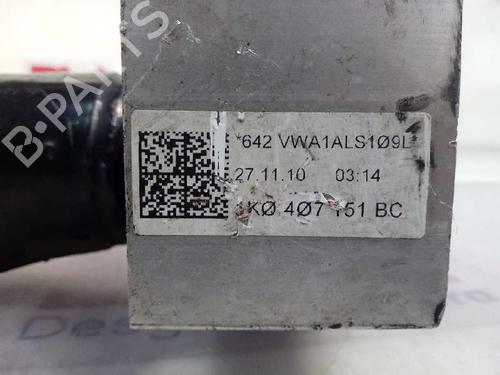 B-PARTS
*642 VWA1ALS1Ø9L
27.11.10 03:14
1KØ 4Ø7 151 BC